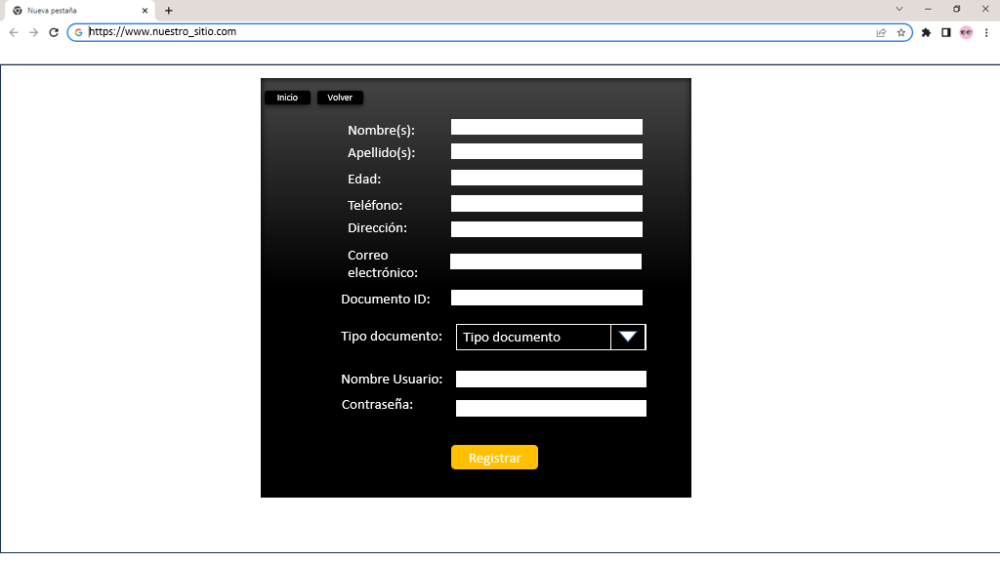 Nueva pestaña
https://www.nuestro_sitio.com
Inicio
Volver
Nombre(s):
Apellido(s):
Edad:
Teléfono:
Dirección:
Correo
electrónico:
Documento ID:
Tipo documento:
Tipo documento
Nombre Usuario:
Contraseña:
Registrar